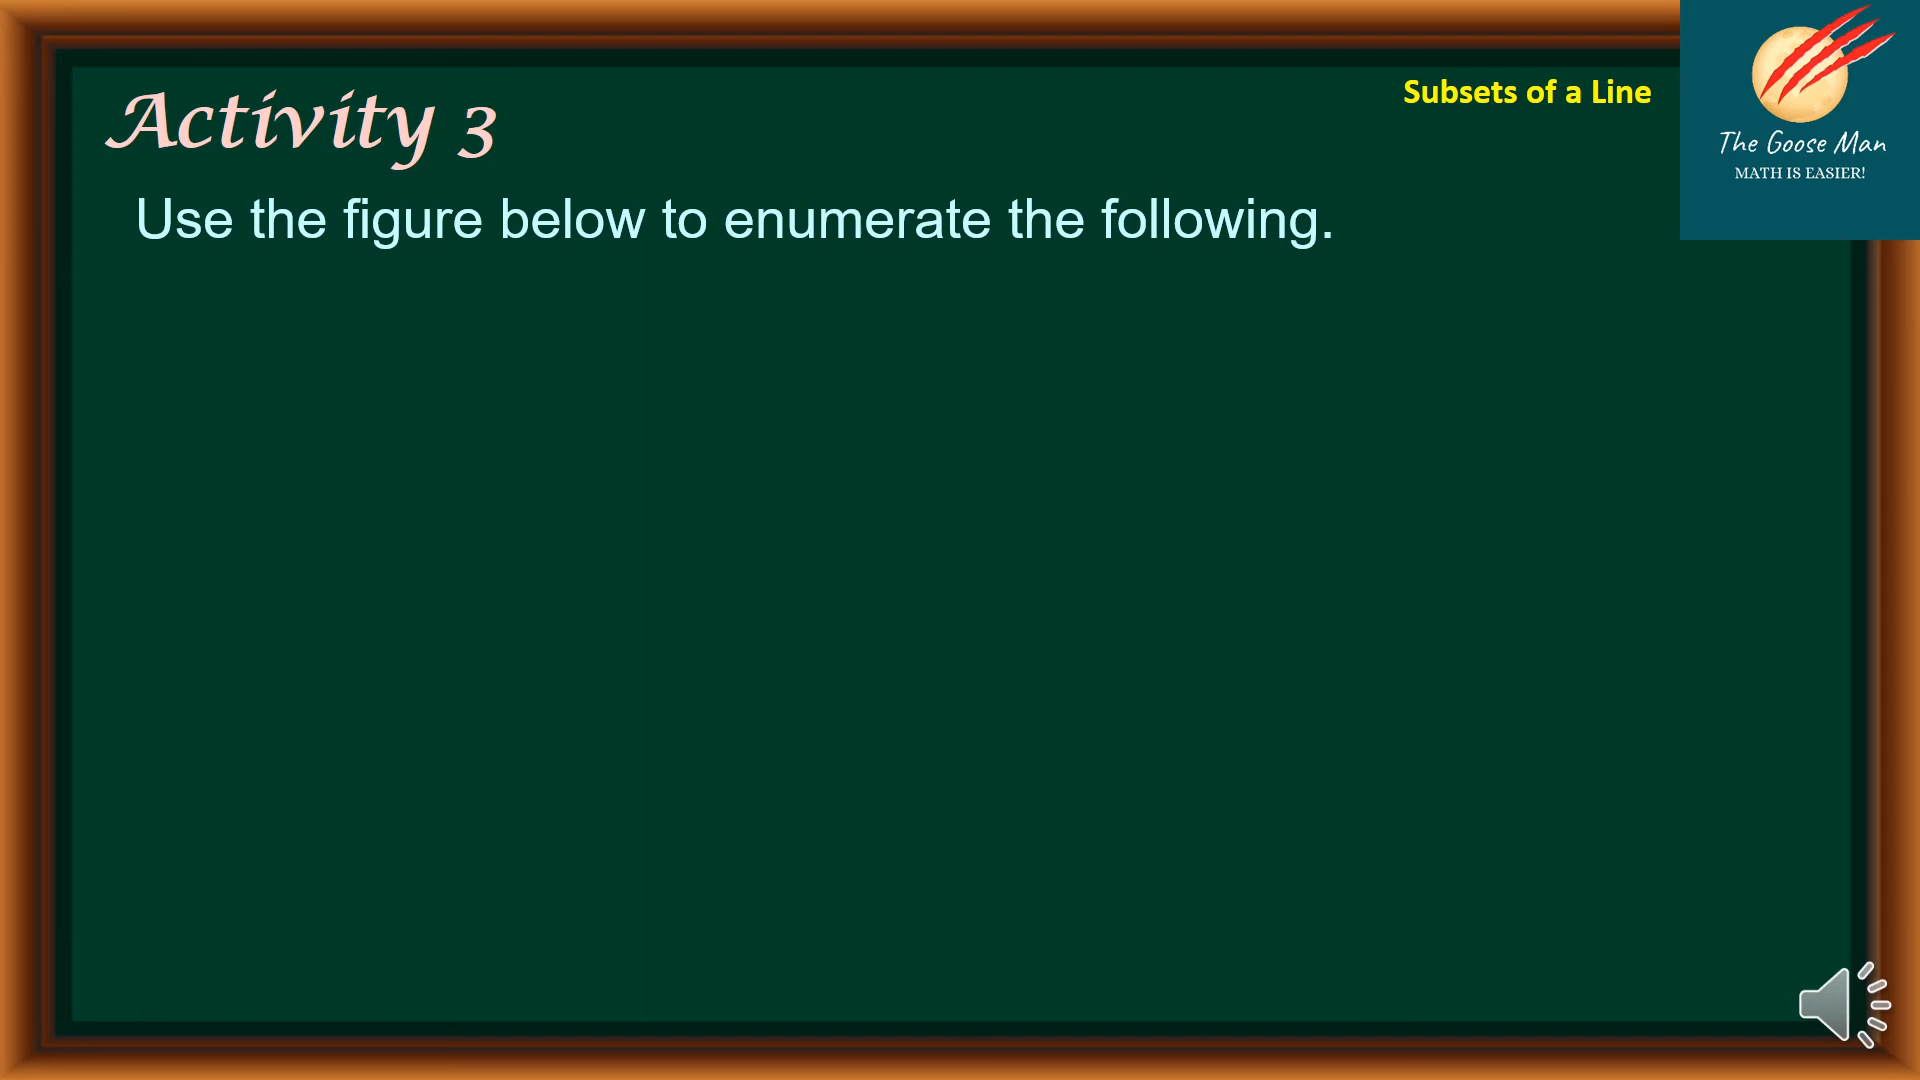 Activity 3
Subsets of a Line
The Goose Man
MATH IS EASIER!
Use the figure below to enumerate the following.